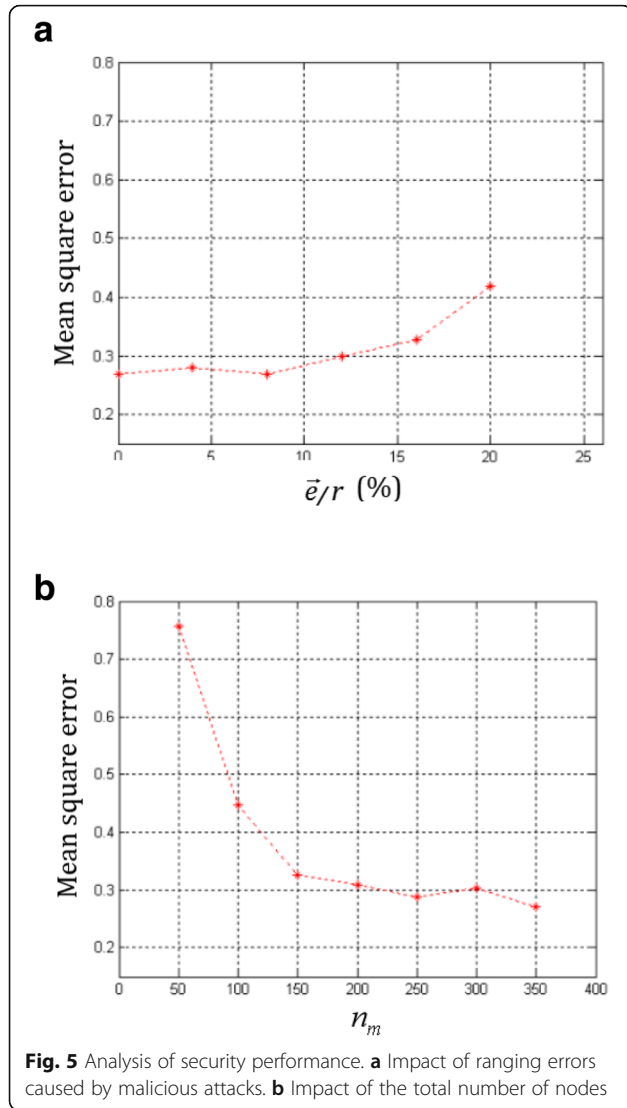 a
Mean square error
0.8
0.7
0.6
0.5
0.4
0.3
0.2
0 5 10 15 20 25
e⃗/r (%)
b
Mean square error
0.8
0.7
0.6
0.5
0.4
0.3
0.2
0 50 100 150 200 250 300 350 400
nₘ
Fig. 5 Analysis of security performance. a Impact of ranging errors
caused by malicious attacks. b Impact of the total number of nodes